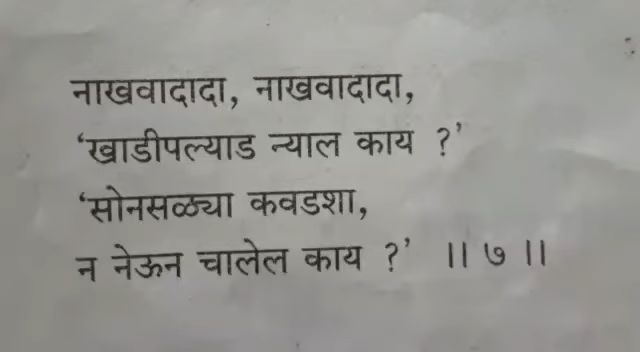 नाखवादादा, नाखवादादा,
‘खाडीपल्याड न्याल काय ?’
‘सोनसळ्या कवडशा,
न नेऊन चालेल काय ?’ ॥ ७ ॥